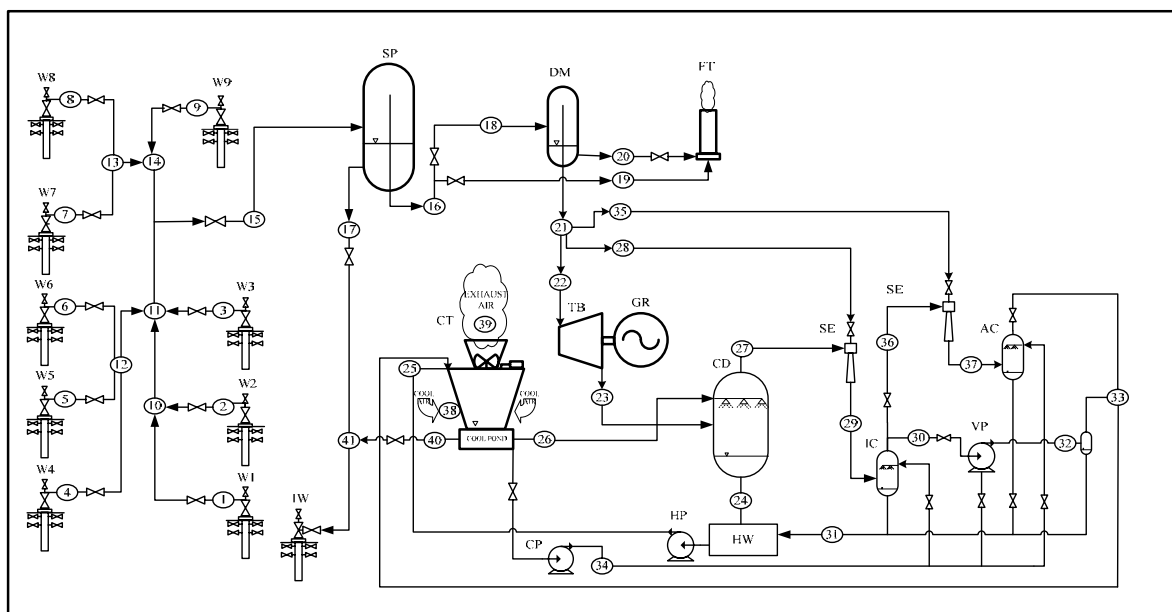 SP
FT
DM
W8
W9
8
9
18
20
13
14
19
W7
16
15
7
35
17
21
28
W6
EXHAUST
AIR
22
6
W3
SE
TB
GR
CT
39
11
3
SE
27
36
AC
12
25
CD
37
W5
W2
COOL
AIR
38
COOL
AIR
23
33
5
10
2
VP
29
30
32
41
40
COOL POND
26
IC
W4
W1
4
1
24
IW
HP
HW
31
CP
34